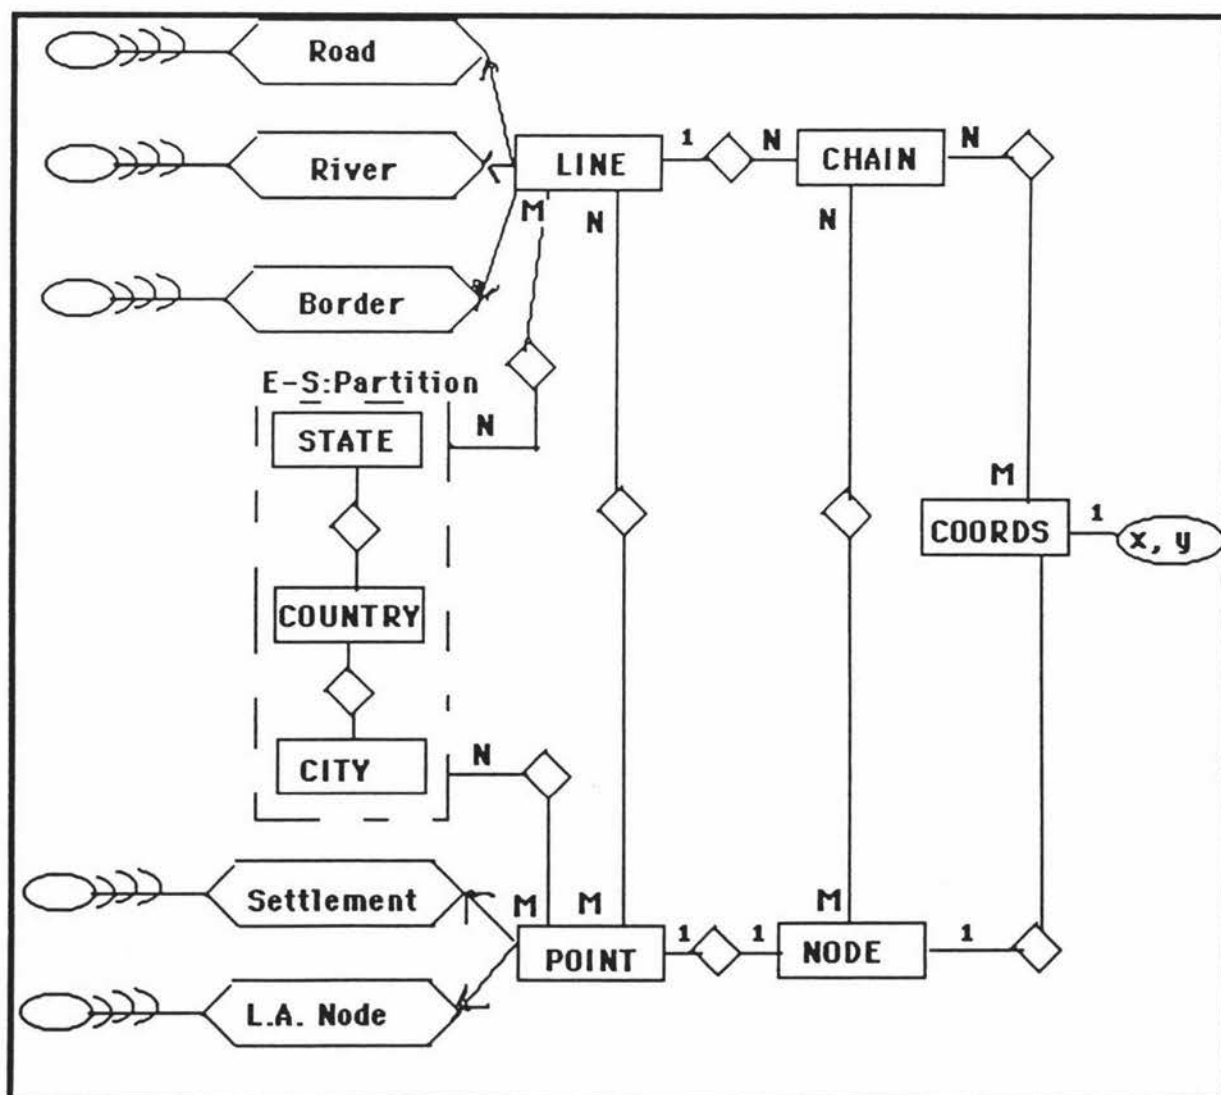 Road
1 N N
LINE CHAIN
River
M N N
Border
E-S:Partition
N
STATE
M
1
COORDS x, y
COUNTRY
N
CITY
Settlement
M M M
1 1 1
POINT NODE
L.A. Node